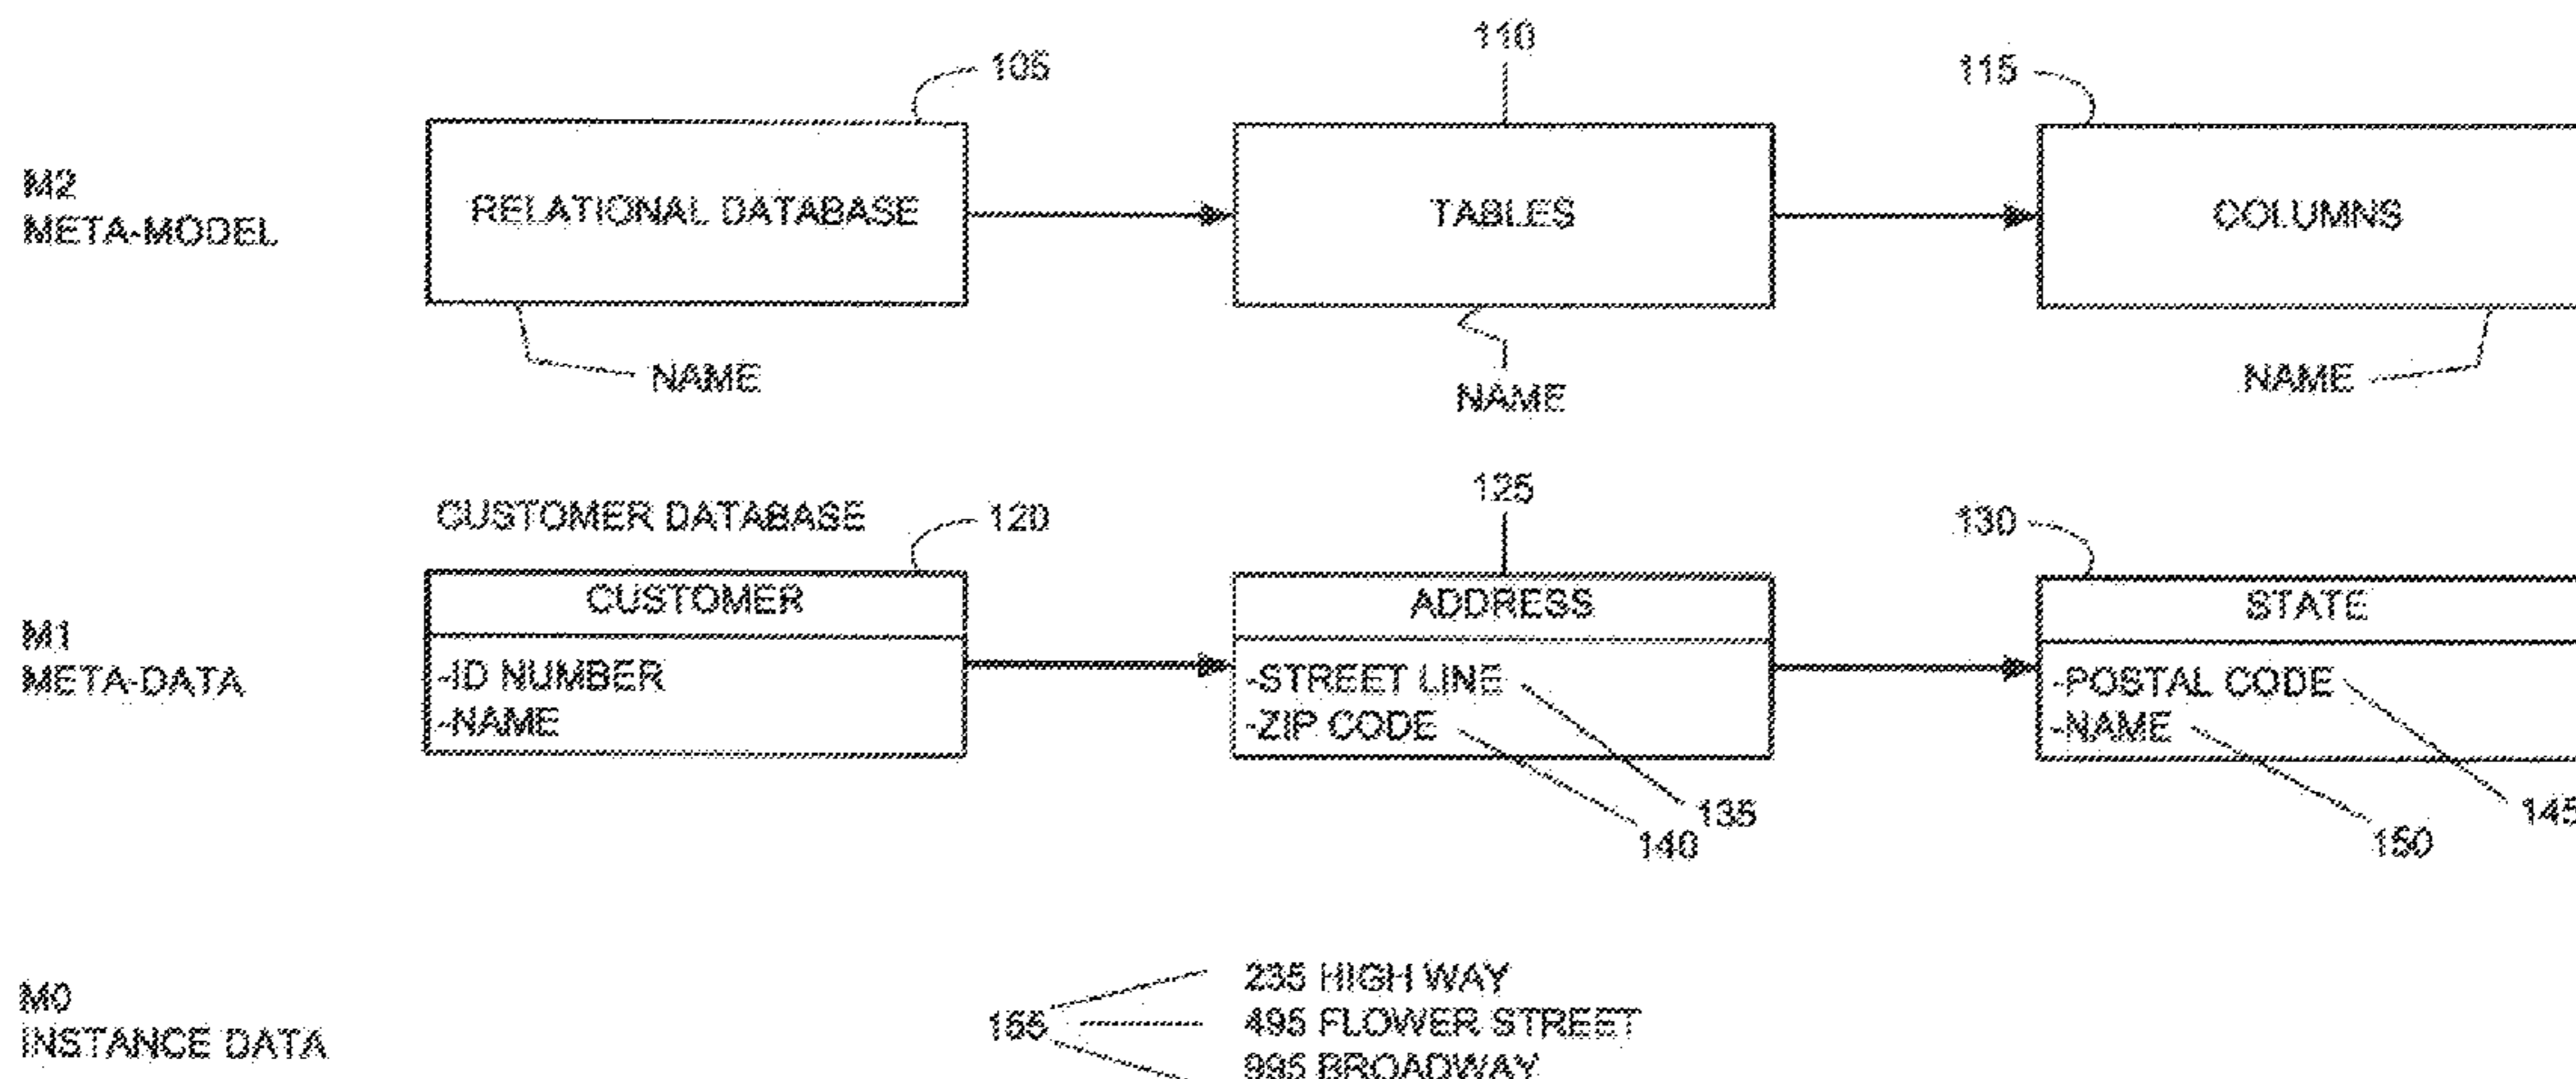 110
105
115
M2
META-MODEL
RELATIONAL DATABASE
TABLES
COLUMNS
NAME
NAME
NAME
125
CUSTOMER DATABASE
120
130
CUSTOMER
ADDRESS
STATE
M1
META-DATA
-ID NUMBER
-NAME
-STREET LINE
-ZIP CODE
-POSTAL CODE
-NAME
135
140
145
150
M0
INSTANCE DATA
155
235 HIGH WAY
495 FLOWER STREET
995 BROADWAY